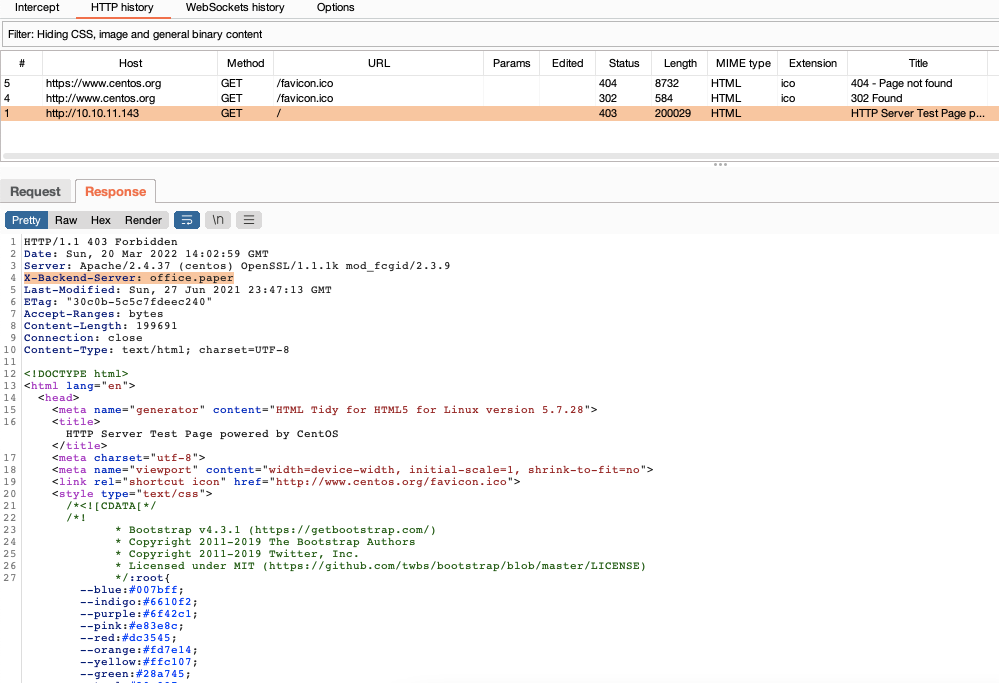 Intercept HTTP history WebSockets history Options
Filter: Hiding CSS, image and general binary content
# Host Method URL Params Edited Status Length MIME type Extension Title
5 https://www.centos.org GET /favicon.ico 404 8732 HTML ico 404 - Page not found
4 http://www.centos.org GET /favicon.ico 302 584 HTML ico 302 Found
1 http://10.10.11.143 GET / 403 200029 HTML HTTP Server Test Page p...
Request Response
Pretty Raw Hex Render \n
1 HTTP/1.1 403 Forbidden
2 Date: Sun, 20 Mar 2022 14:02:59 GMT
3 Server: Apache/2.4.37 (centos) OpenSSL/1.1.1k mod_fcgid/2.3.9
4 X-Backend-Server: office.paper
5 Last-Modified: Sun, 27 Jun 2021 23:47:13 GMT
6 ETag: "30c0b-5c5c7fdeec240"
7 Accept-Ranges: bytes
8 Content-Length: 199691
9 Connection: close
10 Content-Type: text/html; charset=UTF-8
11
12 <!DOCTYPE html>
13 <html lang="en">
14 <head>
15 <meta name="generator" content="HTML Tidy for HTML5 for Linux version 5.7.28">
16 <title>
HTTP Server Test Page powered by CentOS
</title>
17 <meta charset="utf-8">
18 <meta name="viewport" content="width=device-width, initial-scale=1, shrink-to-fit=no">
19 <link rel="shortcut icon" href="http://www.centos.org/favicon.ico">
20 <style type="text/css">
21 /*<![CDATA[*/
22 /*!
23 * Bootstrap v4.3.1 (https://getbootstrap.com/)
24 * Copyright 2011-2019 The Bootstrap Authors
25 * Copyright 2011-2019 Twitter, Inc.
26 * Licensed under MIT (https://github.com/twbs/bootstrap/blob/master/LICENSE)
27 */:root{
--blue:#007bff;
--indigo:#6610f2;
--purple:#6f42c1;
--pink:#e83e8c;
--red:#dc3545;
--orange:#fd7e14;
--yellow:#ffc107;
--green:#28a745;